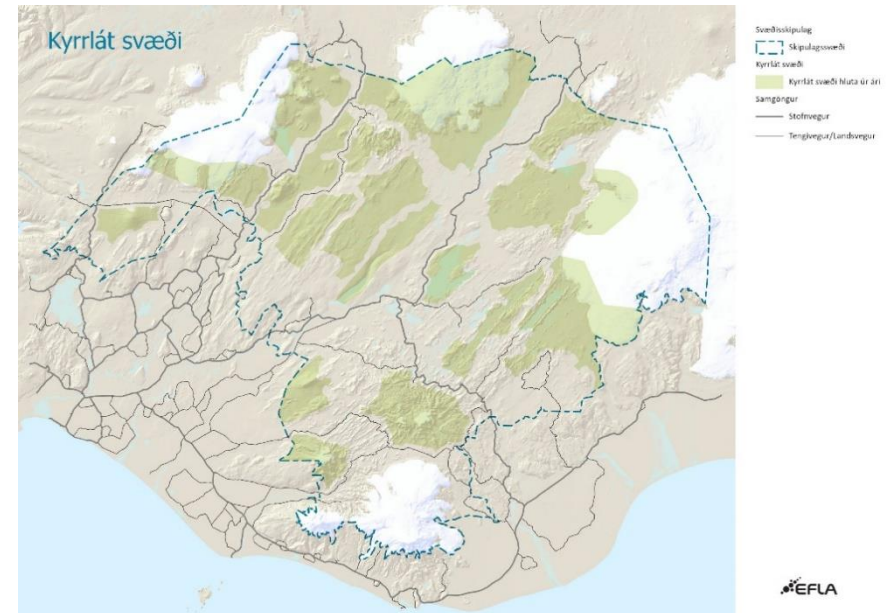 Kyrrlát svæði
Svæðisskipulag
Skipulagssvæði
Kyrrlát svæði
Kyrrlát svæði hluta úr ári
Samgöngur
Stofnvegur
Tengivegur/Landsvegur
EFLA